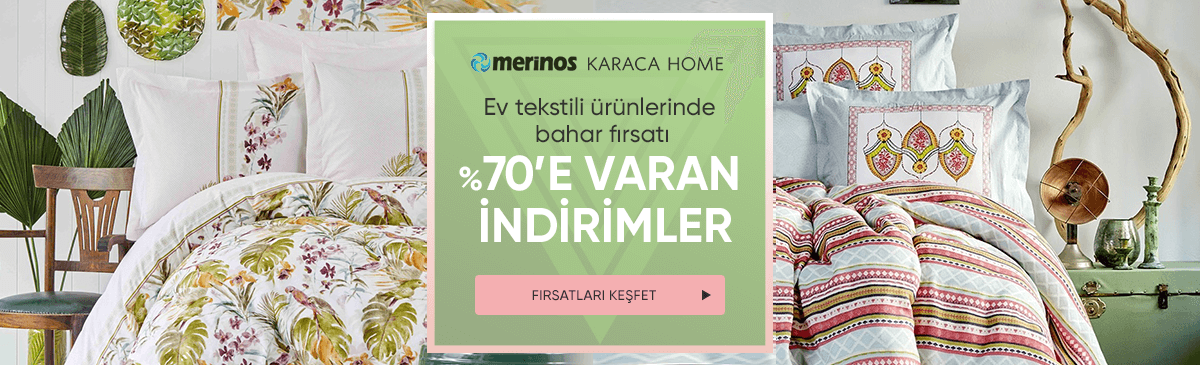 merinos KARACA HOME
Ev tekstili ürünlerinde
bahar fırsatı
%70'E VARAN
İNDİRİMLER
FIRSATLARI KEŞFET